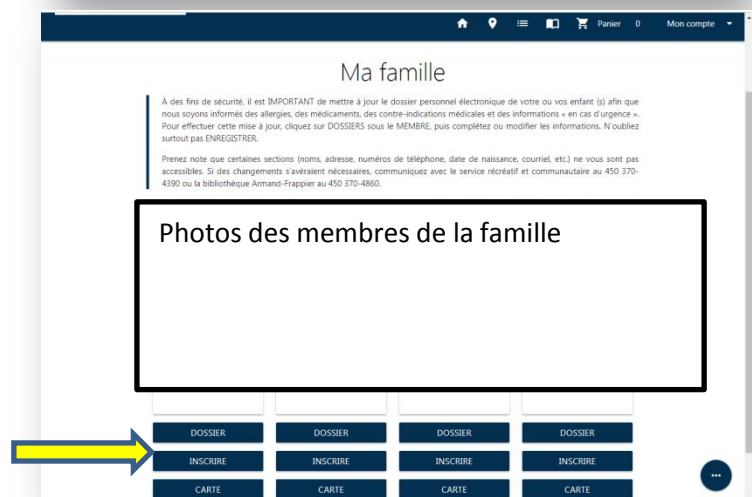 Panier 0 Mon compte
Ma famille
À des fins de sécurité, il est IMPORTANT de mettre à jour le dossier personnel électronique de votre ou vos enfant (s) afin que
nous soyons informés des allergies, des médicaments, des contre-indications médicales et des informations « en cas d'urgence ».
Pour effectuer cette mise à jour, cliquez sur DOSSIERS sous le MEMBRE, puis complétez ou modifier les informations. N'oubliez
surtout pas ENREGISTRER.
Prenez note que certaines sections (noms, adresse, numéros de téléphone, date de naissance, courriel, etc.) ne vous sont pas
accessibles. Si des changements s'avéraient nécessaires, communiquez avec le service récréatif et communautaire au 450 370-
4390 ou la bibliothèque Armand-Frappier au 450 370-4860.
Photos des membres de la famille
DOSSIER DOSSIER DOSSIER DOSSIER
INSCRIRE INSCRIRE INSCRIRE INSCRIRE
CARTE CARTE CARTE CARTE